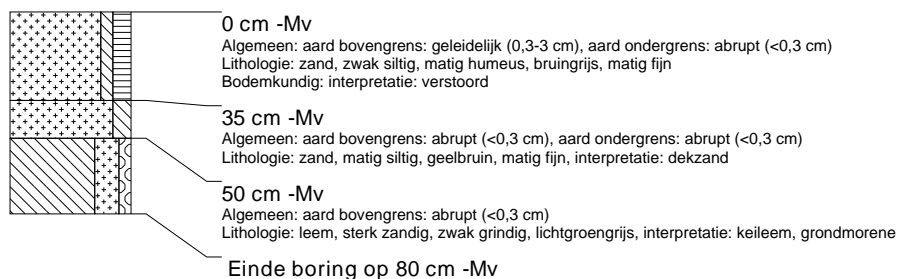 0 cm -Mv
Algemeen: aard bovengrens: geleidelijk (0,3-3 cm), aard ondergrens: abrupt (<0,3 cm)
Lithologie: zand, zwak siltig, matig humeus, bruingrijs, matig fijn
Bodemkundig: interpretatie: verstoord
35 cm -Mv
Algemeen: aard bovengrens: abrupt (<0,3 cm), aard ondergrens: abrupt (<0,3 cm)
Lithologie: zand, matig siltig, geelbruin, matig fijn, interpretatie: dekzand
50 cm -Mv
Algemeen: aard bovengrens: abrupt (<0,3 cm)
Lithologie: leem, sterk zandig, zwak grindig, lichtgroengrijs, interpretatie: keileem, grondmorene
Einde boring op 80 cm -Mv